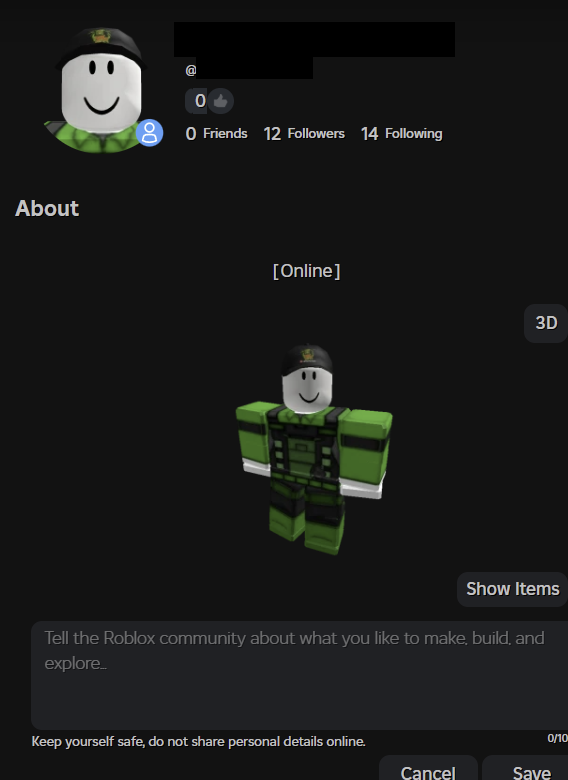 @
0
0 Friends 12 Followers 14 Following
About
[Online]
3D
Show Items
Tell the Roblox community about what you like to make, build, and
explore...
Keep yourself safe, do not share personal details online.
0/10
Cancel Save